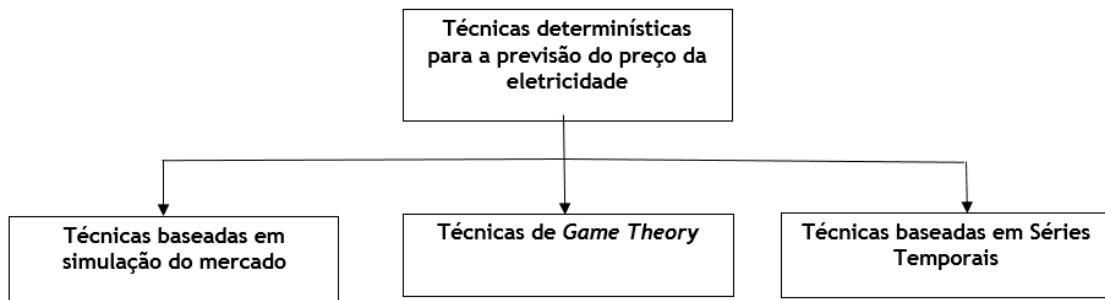 Técnicas determinísticas
para a previsão do preço da
eletricidade
Técnicas baseadas em
simulação do mercado
Técnicas de Game Theory
Técnicas baseadas em Séries
Temporais